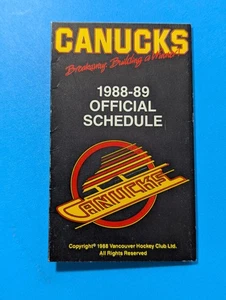 CANUCKS
Breakaway: Building a Winner
1988-89
OFFICIAL
SCHEDULE
CANUCKS
Copyright© 1988 Vancouver Hockey Club Ltd.
All Rights Reserved